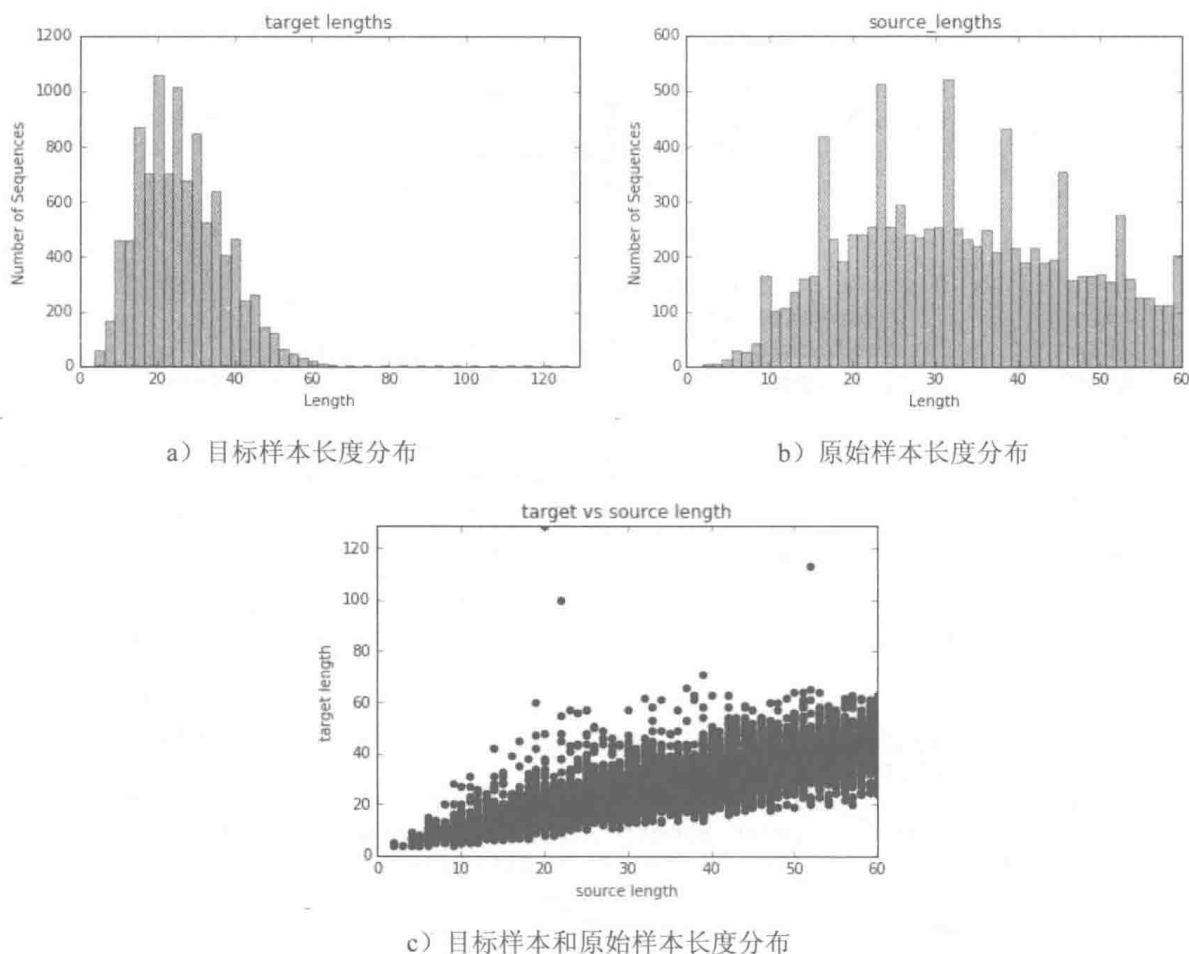 target lengths
1200
1000
800
600
400
200
0
Number of Sequences
0 20 40 60 80 100 120
Length
a）目标样本长度分布
source_lengths
600
500
400
300
200
100
0
Number of Sequences
0 10 20 30 40 50 60
Length
b）原始样本长度分布
target vs source length
120
100
80
60
40
20
0
target length
0 10 20 30 40 50 60
source length
c）目标样本和原始样本长度分布